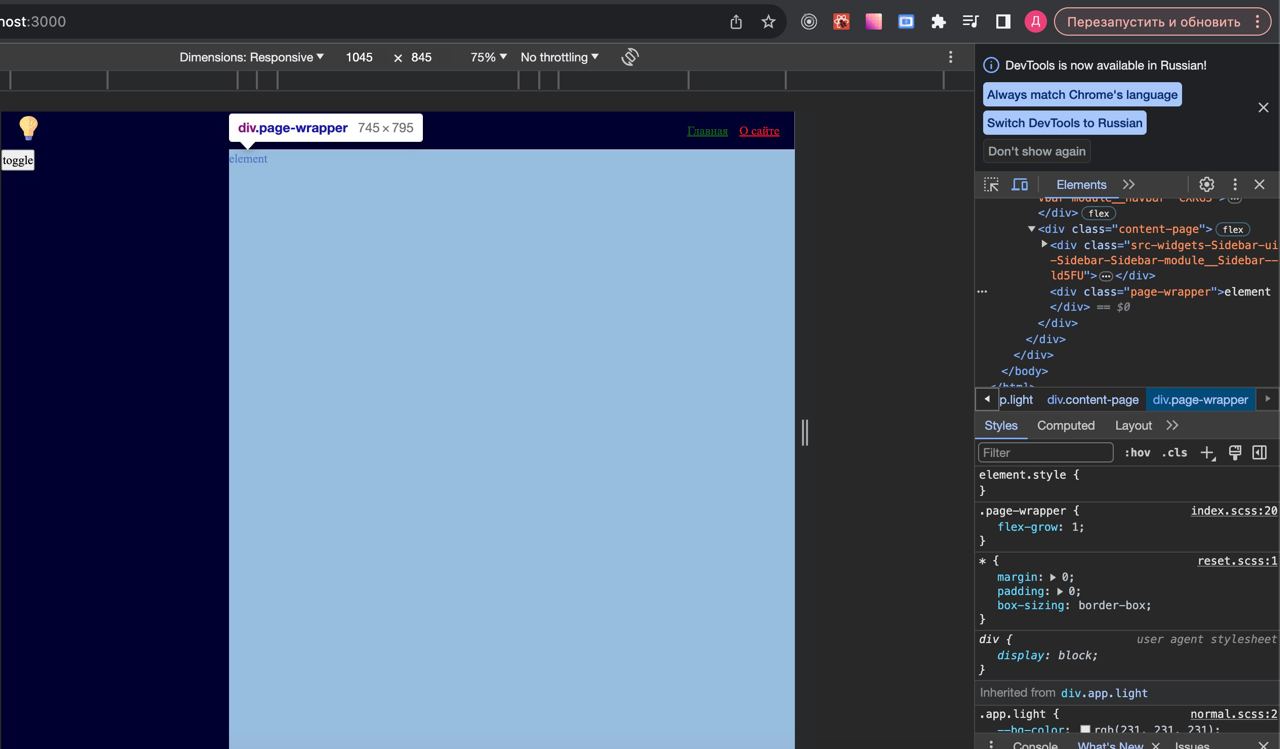 host:3000
Д
Перезапустить и обновить
Dimensions: Responsive 1045 × 845 75% No throttling
DevTools is now available in Russian!
Always match Chrome's language
Switch DevTools to Russian
Don't show again
div.page-wrapper 745 × 795
Главная О сайте
toggle
element
Elements
</div> flex
<div class="content-page"> flex
<div class="src-widgets-Sidebar-ui
-Sidebar-Sidebar-module__Sidebar--
ld5FU"> … </div>
… <div class="page-wrapper">element
</div> == $0
</div>
</div>
</div>
</body>
</html>
p.light div.content-page div.page-wrapper
Styles Computed Layout
Filter :hov .cls
element.style {
}
.page-wrapper { index.scss:20
flex-grow: 1;
}
* { reset.scss:1
margin: 0;
padding: 0;
box-sizing: border-box;
}
div { user agent stylesheet
display: block;
}
Inherited from div.app.light
.app.light { normal.scss:2
--bg-color: rgb(231, 231, 231);
Console What's New Issues